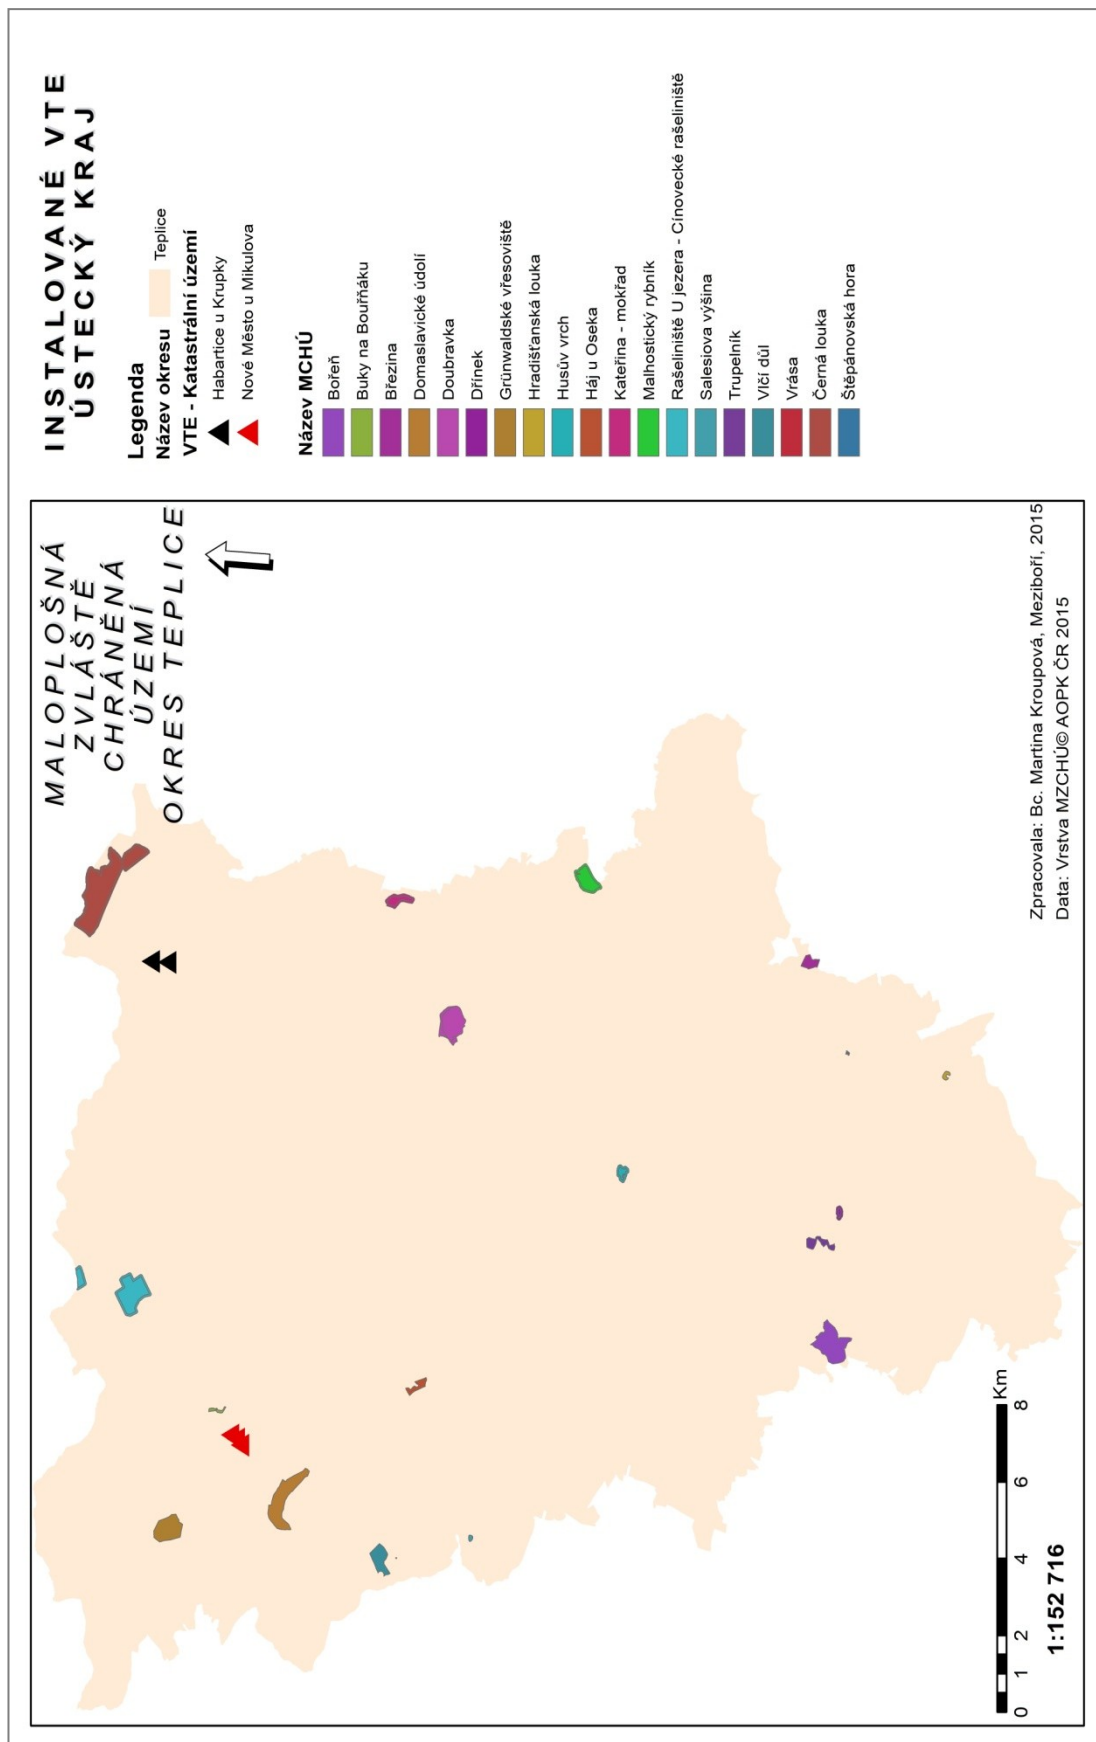 INSTALOVANÉ VTE
ÚSTECKÝ KRAJ
Legenda
Název okresu
Teplice
VTE - Katastrální území
Habartice u Krupky
Nové Město u Mikulova
Název MCHÚ
Bořeň
Buky na Bouřňáku
Březina
Domaslavické údolí
Doubravka
Dřínek
Grünwaldské vřesoviště
Hradišťanská louka
Husův vrch
Háj u Oseka
Kateřina - mokřad
Malhostický rybník
Rašeliniště U jezera - Cínovecké rašeliniště
Salesiova výšina
Trupelník
Vlčí důl
Vrása
Černá louka
Štěpánovská hora
MALOPLOŠNÁ
ZVLÁŠTĚ
CHRÁNĚNÁ
ÚZEMÍ
OKRES TEPLICE
0 1 2 4 6 8 Km
1:152 716
Zpracovala: Bc. Martina Kroupová, Meziboří, 2015
Data: Vrstva MZCHÚ© AOPK ČR 2015